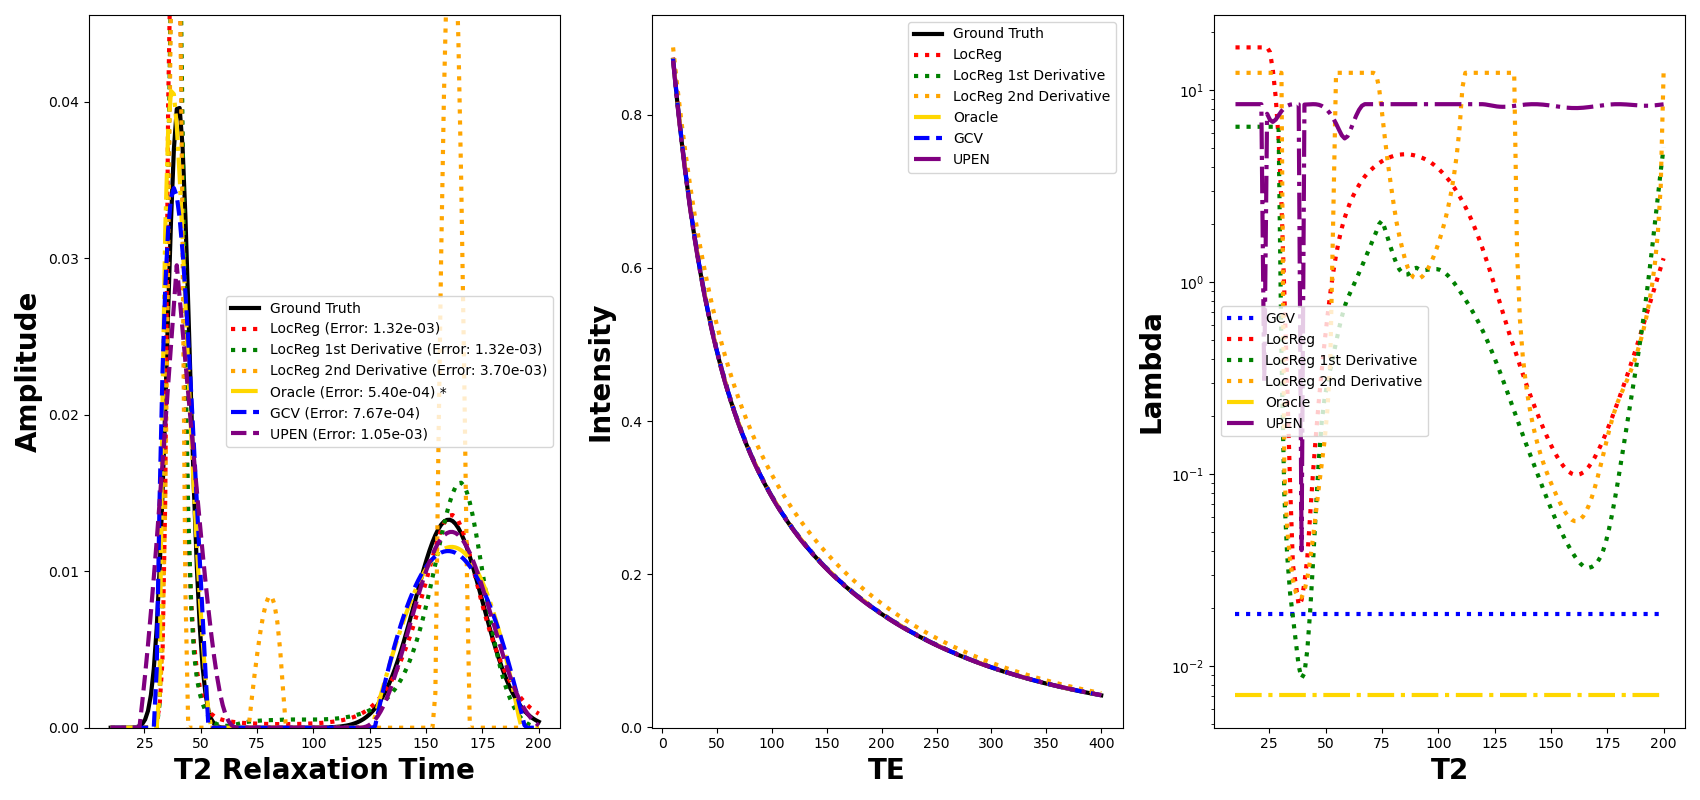 Amplitude
0.04
0.03
0.02
0.01
0.00
Ground Truth
LocReg (Error: 1.32e-03)
LocReg 1st Derivative (Error: 1.32e-03)
LocReg 2nd Derivative (Error: 3.70e-03)
Oracle (Error: 5.40e-04) *
GCV (Error: 7.67e-04)
UPEN (Error: 1.05e-03)
25 50 75 100 125 150 175 200
T2 Relaxation Time
Intensity
0.8
0.6
0.4
0.2
0.0
Ground Truth
LocReg
LocReg 1st Derivative
LocReg 2nd Derivative
Oracle
GCV
UPEN
0 50 100 150 200 250 300 350 400
TE
Lambda
10¹
10⁰
10⁻¹
10⁻²
GCV
LocReg
LocReg 1st Derivative
LocReg 2nd Derivative
Oracle
UPEN
25 50 75 100 125 150 175 200
T2